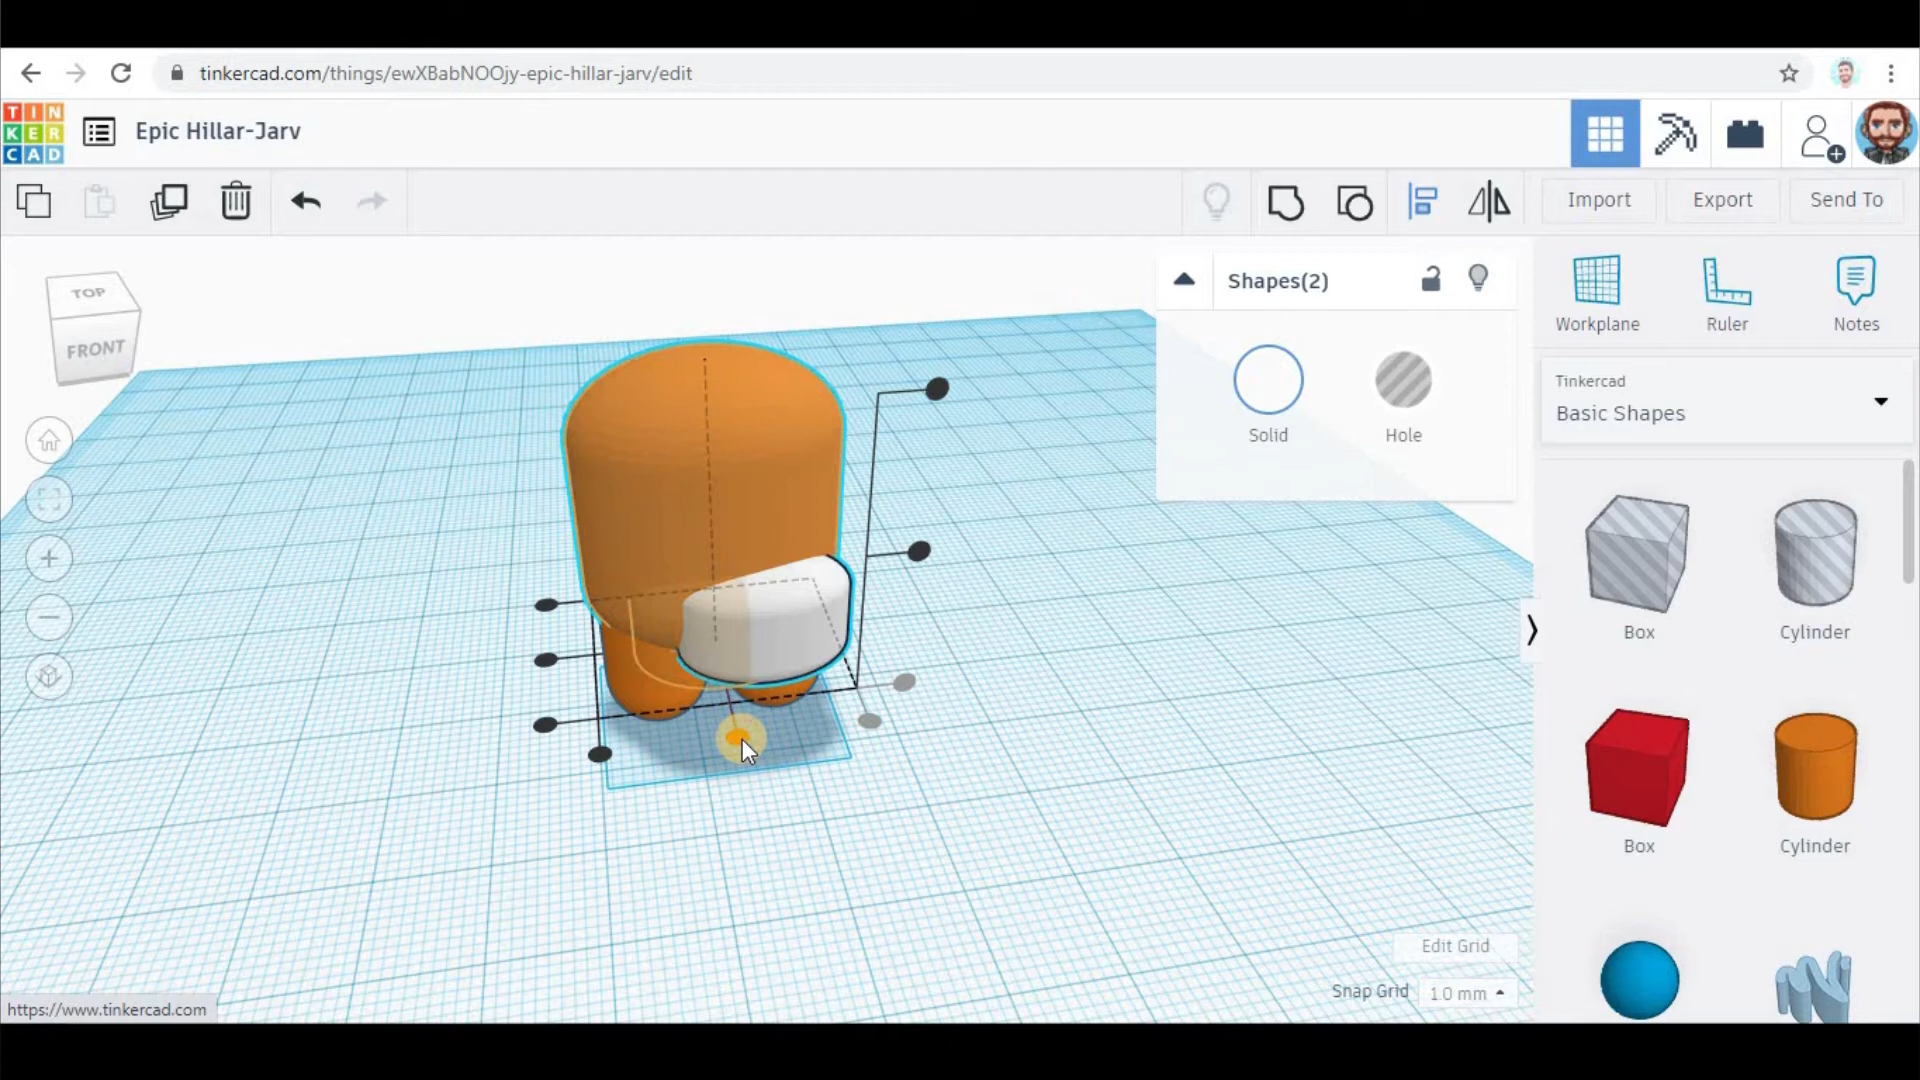 tinkercad.com/things/ewXBabNOOjy-epic-hillar-jarv/edit
TIN
KER
CAD
Epic Hillar-Jarv
Import
Export
Send To
TOP
FRONT
Shapes(2)
Solid
Hole
Workplane
Ruler
Notes
Tinkercad
Basic Shapes
Box
Cylinder
Box
Cylinder
Edit Grid
Snap Grid
1.0 mm
https://www.tinkercad.com